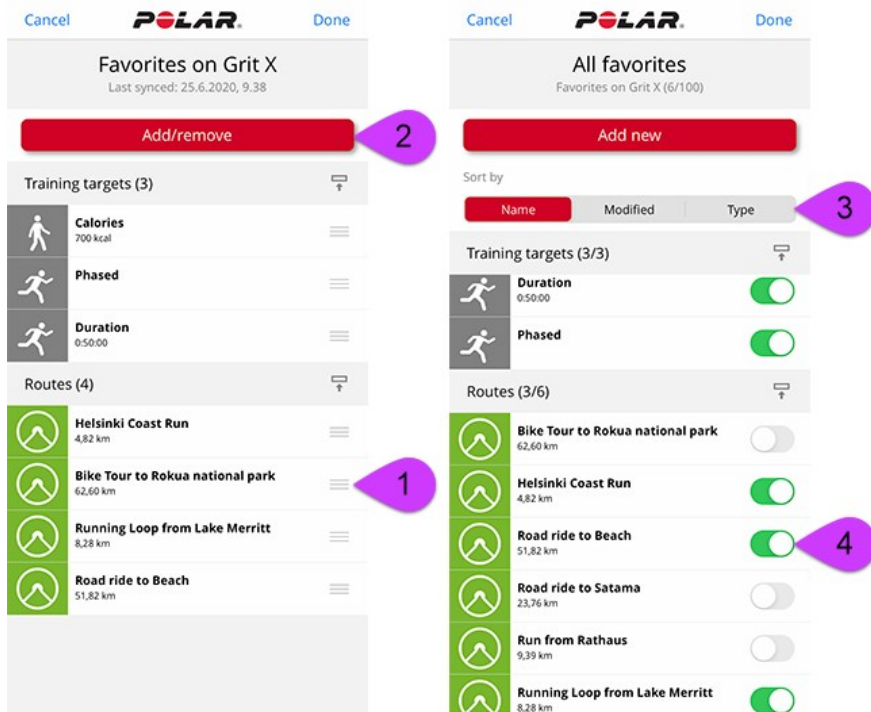 Cancel
POLAR.
Done
Favorites on Grit X
Last synced: 25.6.2020, 9.38
Add/remove
2
Training targets (3)
Calories
700 kcal
Phased
Duration
0:50:00
Routes (4)
Helsinki Coast Run
4,82 km
Bike Tour to Rokua national park
62,60 km
1
Running Loop from Lake Merritt
8,28 km
Road ride to Beach
51,82 km
Cancel
POLAR.
Done
All favorites
Favorites on Grit X (6/100)
Add new
Sort by
Name Modified Type
3
Training targets (3/3)
Duration
0:50:00
Phased
Routes (3/6)
Bike Tour to Rokua national park
62,60 km
Helsinki Coast Run
4,82 km
Road ride to Beach
51,82 km
4
Road ride to Satama
23,76 km
Run from Rathaus
9,39 km
Running Loop from Lake Merritt
8,28 km